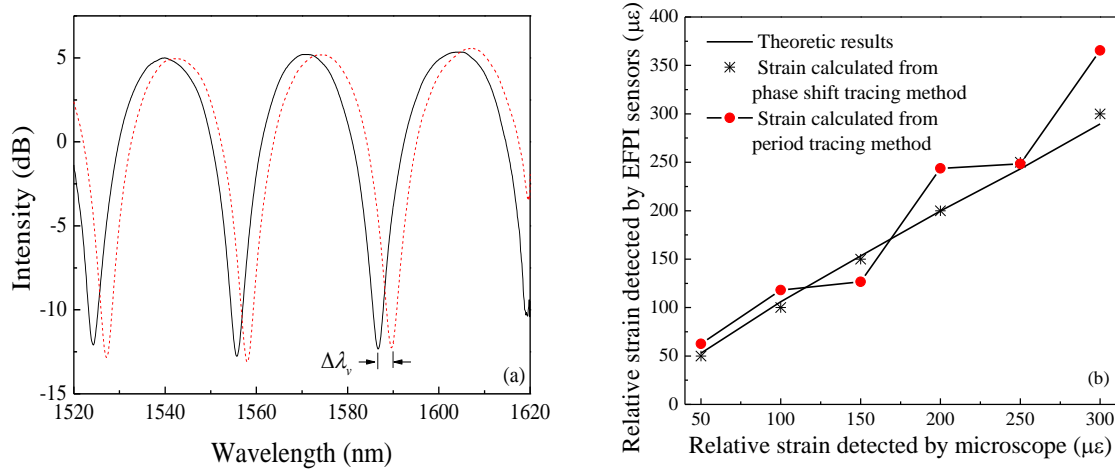 5
0
-5
-10
-15
1520
1540
1560
1580
1600
1620
Intensity (dB)
Wavelength (nm)
Δλv
(a)
400
350
300
250
200
150
100
50
0
50
100
150
200
250
300
Relative strain detected by EFPI sensors (με)
Relative strain detected by microscope (με)
Theoretic results
Strain calculated from
phase shift tracing method
Strain calculated from
period tracing method
(b)